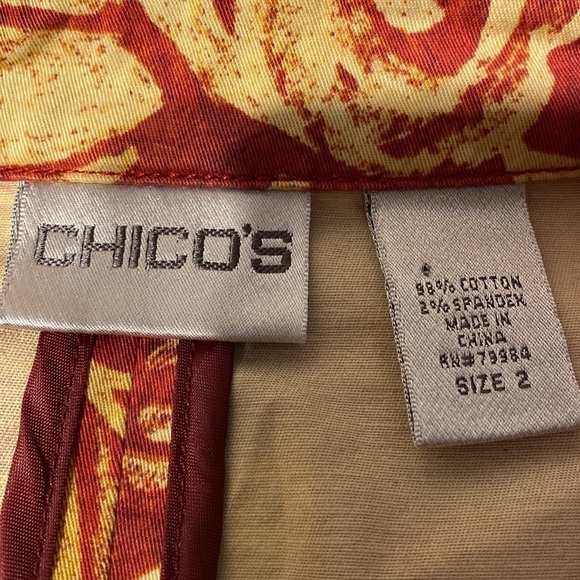 CHICO'S
98% COTTON
2% SPANDEX
MADE IN
CHINA
RN#79984
SIZE 2